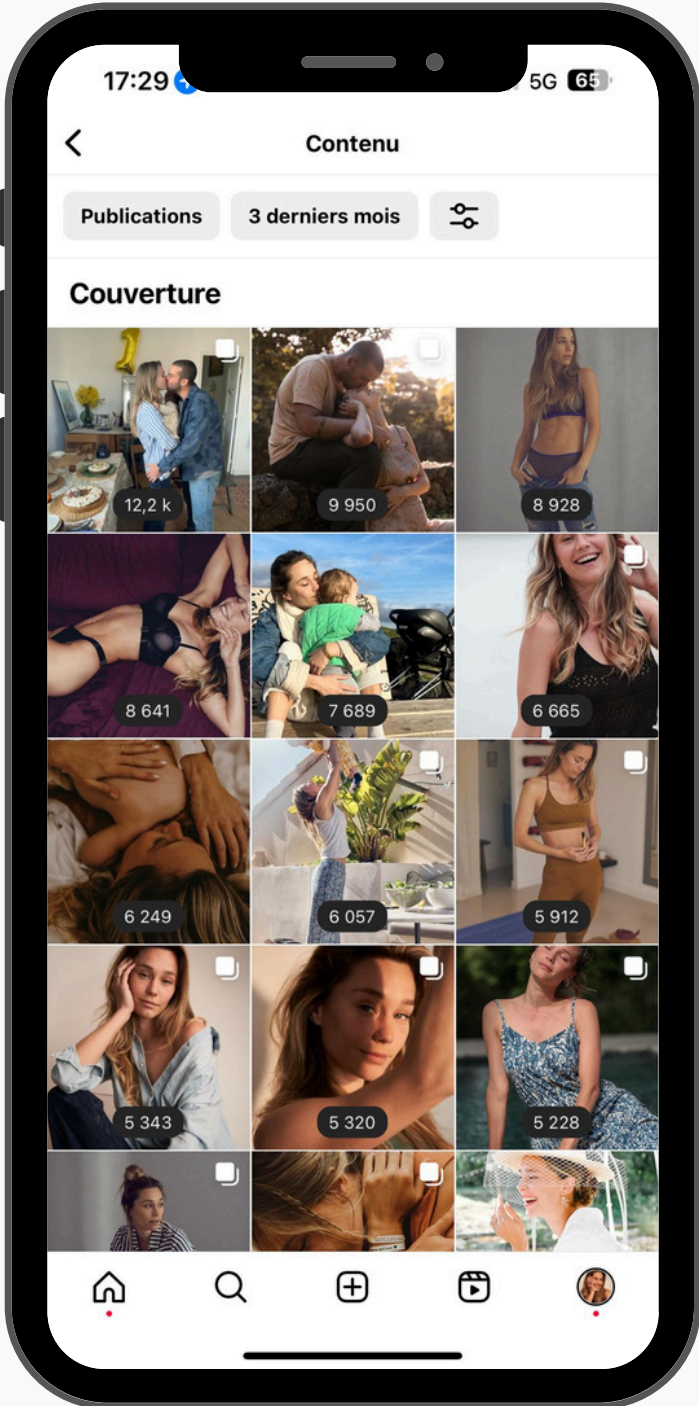 17:29 5G 65
Contenu
Publications 3 derniers mois
Couverture
12,2 k 9 950 8 928
8 641 7 689 6 665
6 249 6 057 5 912
5 343 5 320 5 228